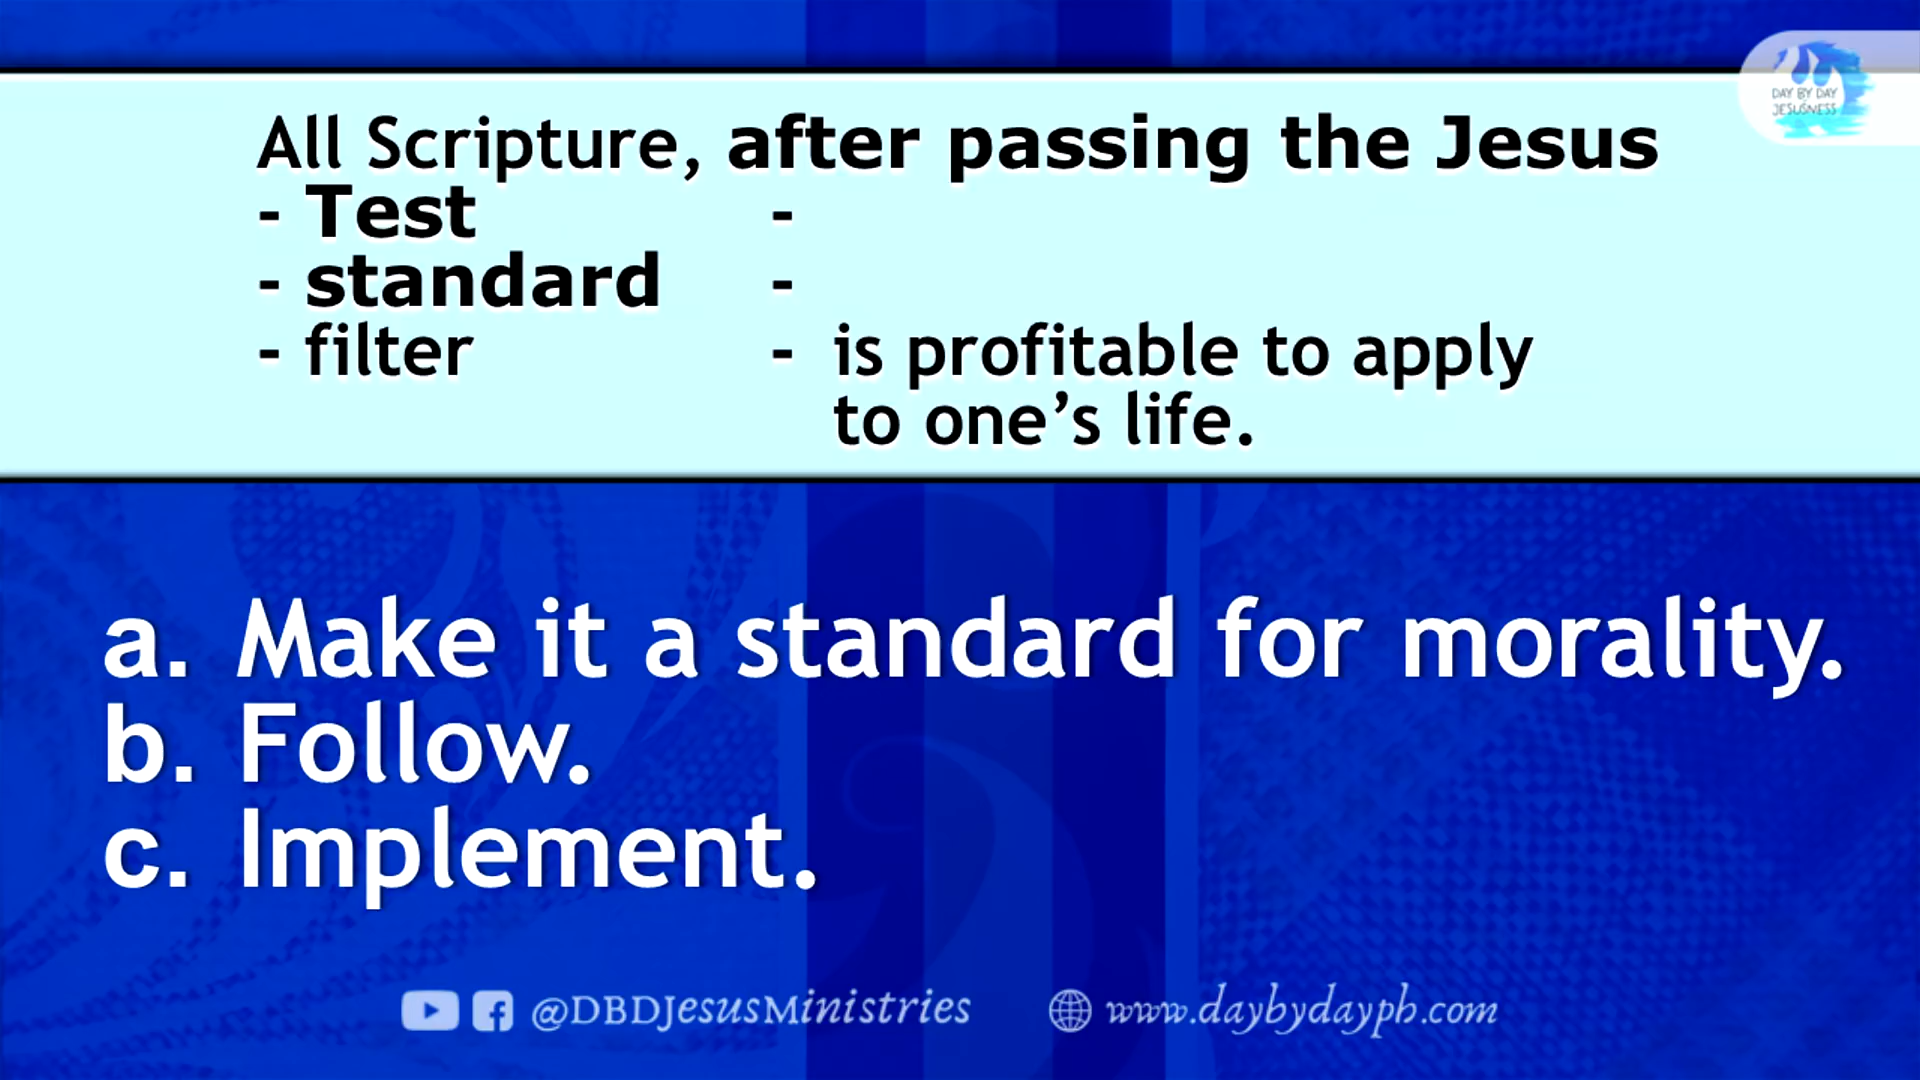 DAY BY DAY
JESUSNESS
All Scripture, after passing the Jesus
- Test -
- standard -
- filter - is profitable to apply
to one’s life.
a. Make it a standard for morality.
b. Follow.
c. Implement.
@DBDJesusMinistries www.daybydayph.com